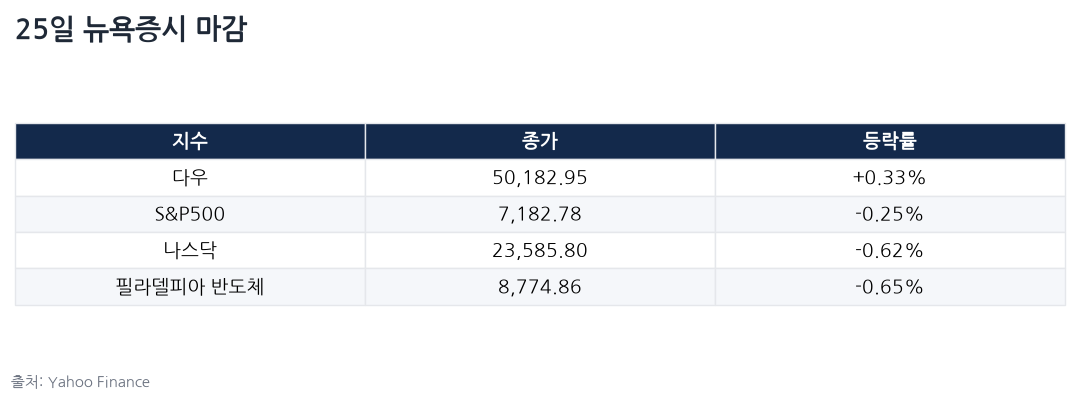 25일 뉴욕증시 마감
지수 종가 등락률
다우 50,182.95 +0.33%
S&P500 7,182.78 -0.25%
나스닥 23,585.80 -0.62%
필라델피아 반도체 8,774.86 -0.65%
출처: Yahoo Finance